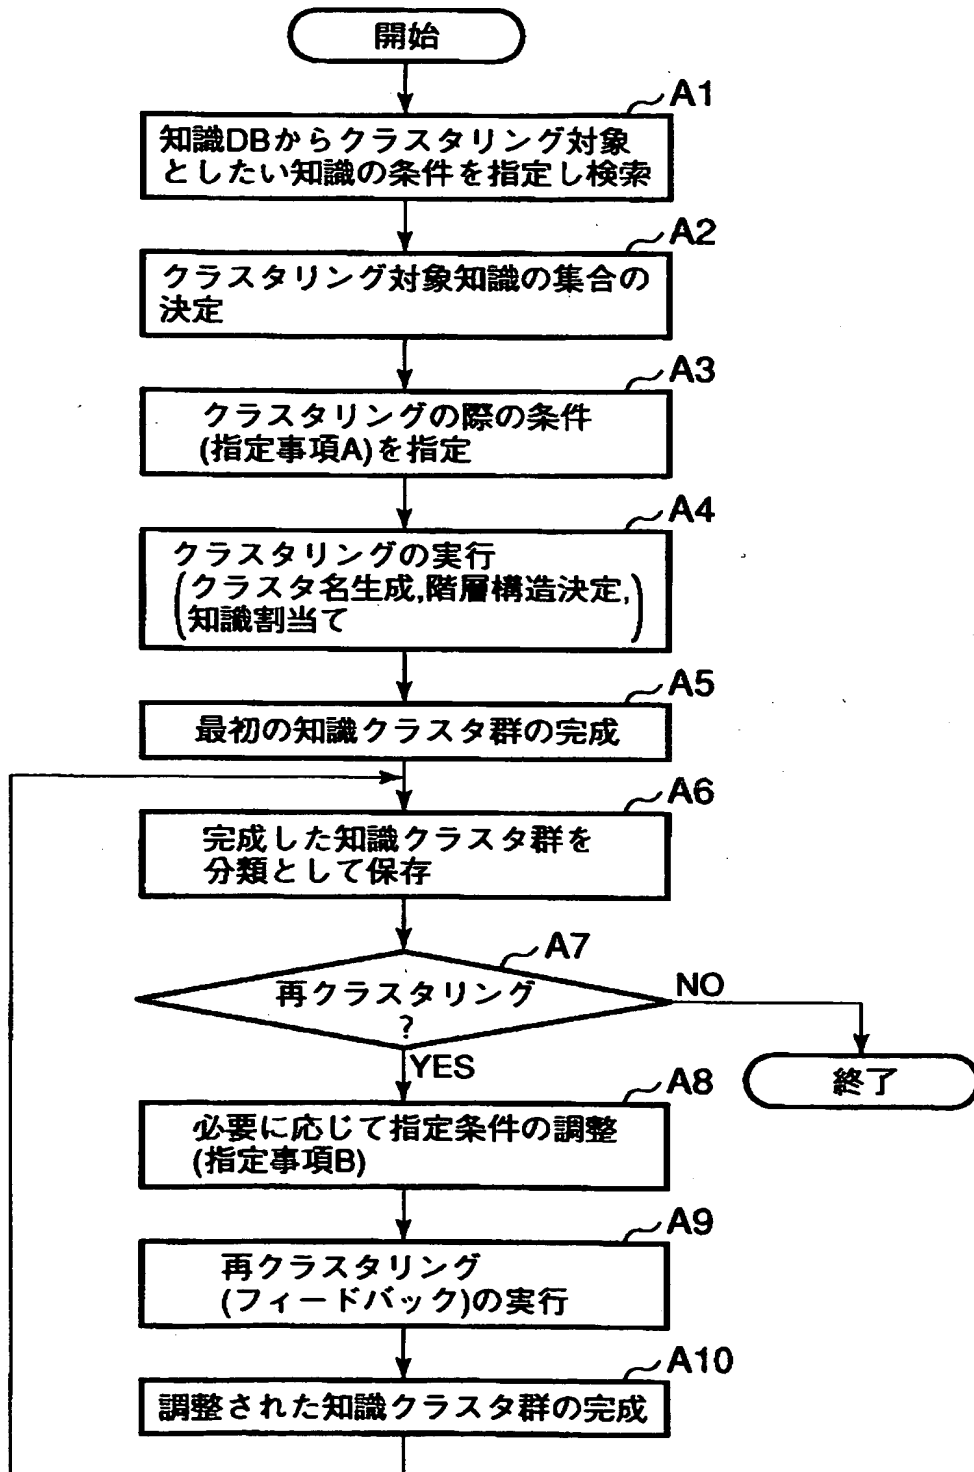 開始
A1
知識DBからクラスタリング対象
としたい知識の条件を指定し検索
A2
クラスタリング対象知識の集合の
決定
A3
クラスタリングの際の条件
(指定事項A)を指定
A4
クラスタリングの実行
(クラスタ名生成,階層構造決定,
知識割当て)
A5
最初の知識クラスタ群の完成
A6
完成した知識クラスタ群を
分類として保存
A7
再クラスタリング
?
NO
YES
終了
A8
必要に応じて指定条件の調整
(指定事項B)
A9
再クラスタリング
(フィードバック)の実行
A10
調整された知識クラスタ群の完成